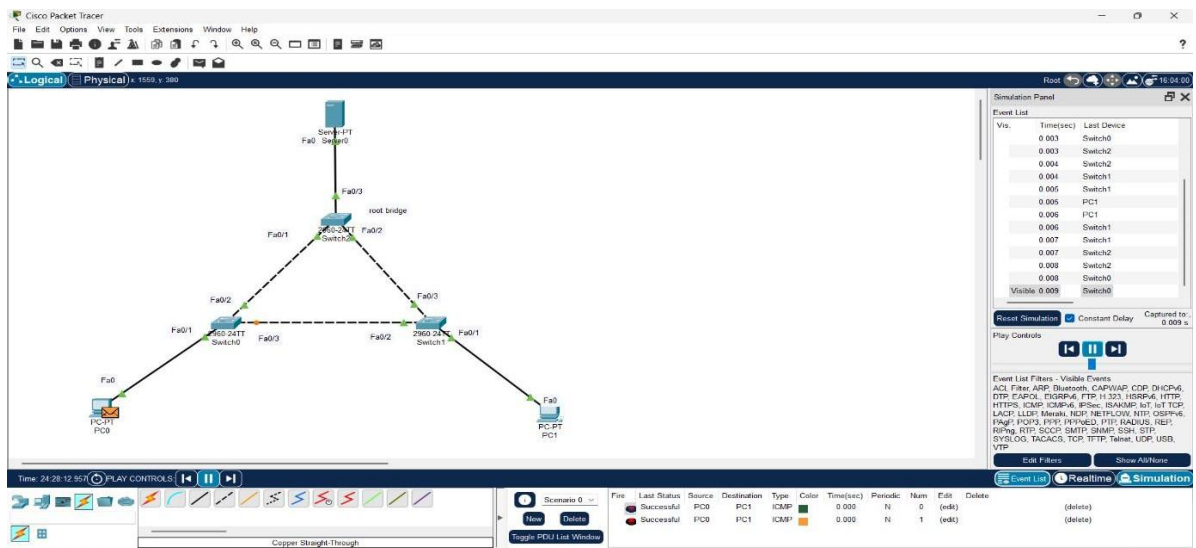 Cisco Packet Tracer
File Edit Options View Tools Extensions Window Help
?
Logical Physical x: 1559, y: 380
Root 16:04:00
Server-PT
Fa0 Server0
Fa0/3
root bridge
2960-24TT
Switch2
Fa0/1
Fa0/2
Fa0/2
Fa0/3
Fa0/1
2960-24TT
Switch0
Fa0/3
Fa0/2
2960-24TT
Switch1
Fa0/1
Fa0
PC-PT
PC0
Fa0
PC-PT
PC1
Simulation Panel
Event List
Vis. Time(sec) Last Device
0.003 Switch0
0.003 Switch2
0.004 Switch2
0.004 Switch1
0.005 Switch1
0.005 PC1
0.006 PC1
0.006 Switch1
0.007 Switch1
0.007 Switch2
0.008 Switch2
0.008 Switch0
Visible 0.009 Switch0
Reset Simulation Constant Delay Captured to:
0.009 s
Play Controls
Event List Filters - Visible Events
ACL Filter, ARP, Bluetooth, CAPWAP, CDP, DHCPv6,
DTP, EAPOL, EIGRPv6, FTP, H.323, HSRPv6, HTTP,
HTTPS, ICMP, ICMPv6, IPSec, ISAKMP, IoT, IoT TCP,
LACP, LLDP, Meraki, NDP, NETFLOW, NTP, OSPFv6,
PAgP, POP3, PPP, PPPoED, PTP, RADIUS, REP,
RIPng, RTP, SCCP, SMTP, SNMP, SSH, STP,
SYSLOG, TACACS, TCP, TFTP, Telnet, UDP, USB,
VTP
Edit Filters Show All/None
Time: 24:28:12.957 PLAY CONTROLS:
Event List Realtime Simulation
Copper Straight-Through
Scenario 0
New Delete
Toggle PDU List Window
Fire Last Status Source Destination Type Color Time(sec) Periodic Num Edit Delete
Successful PC0 PC1 ICMP 0.000 N 0 (edit) (delete)
Successful PC0 PC1 ICMP 0.000 N 1 (edit) (delete)